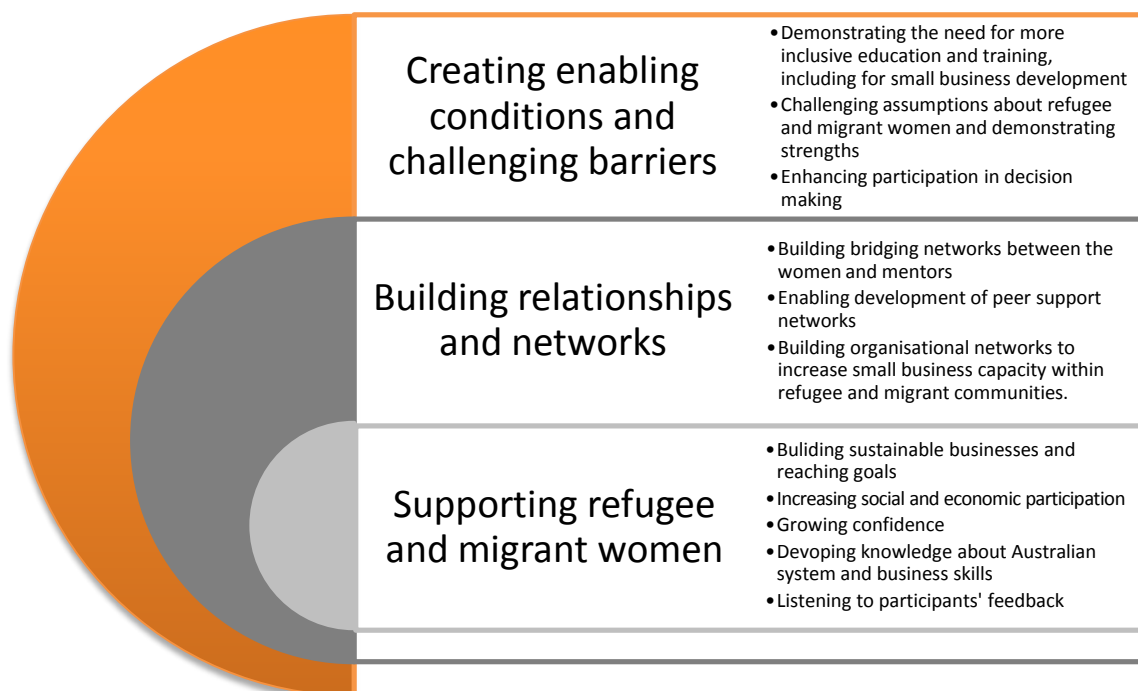 Creating enabling
conditions and
challenging barriers
•Demonstrating the need for more
inclusive education and training,
including for small business development
•Challenging assumptions about refugee
and migrant women and demonstrating
strengths
•Enhancing participation in decision
making
Building relationships
and networks
•Building bridging networks between the
women and mentors
•Enabling development of peer support
networks
•Building organisational networks to
increase small business capacity within
refugee and migrant communities.
Supporting refugee
and migrant women
•Buliding sustainable businesses and
reaching goals
•Increasing social and economic participation
•Growing confidence
•Devoping knowledge about Australian
system and business skills
•Listening to participants' feedback